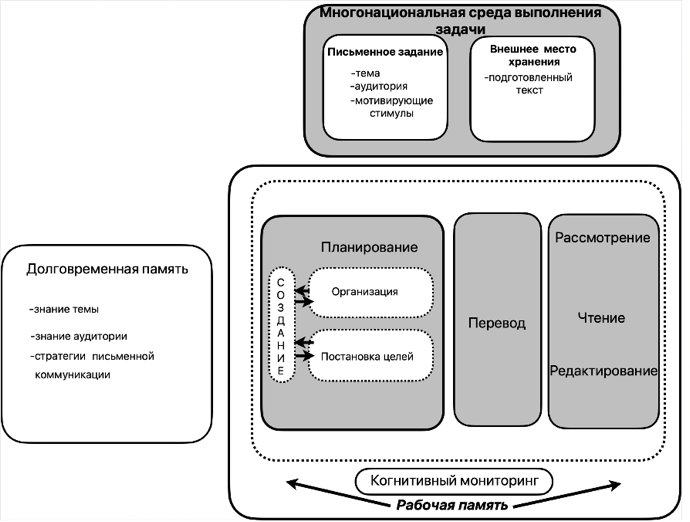 Многонациональная среда выполнения
задачи
Письменное задание
-тема
-аудитория
-мотивирующие
стимулы
Внешнее место
хранения
-подготовленный
текст
Долговременная память
-знание темы
-знание аудитории
-стратегии письменной
коммуникации
Планирование
СОЗДАНИЕ
Организация
Постановка целей
Перевод
Рассмотрение
Чтение
Редактирование
Когнитивный мониторинг
Рабочая память